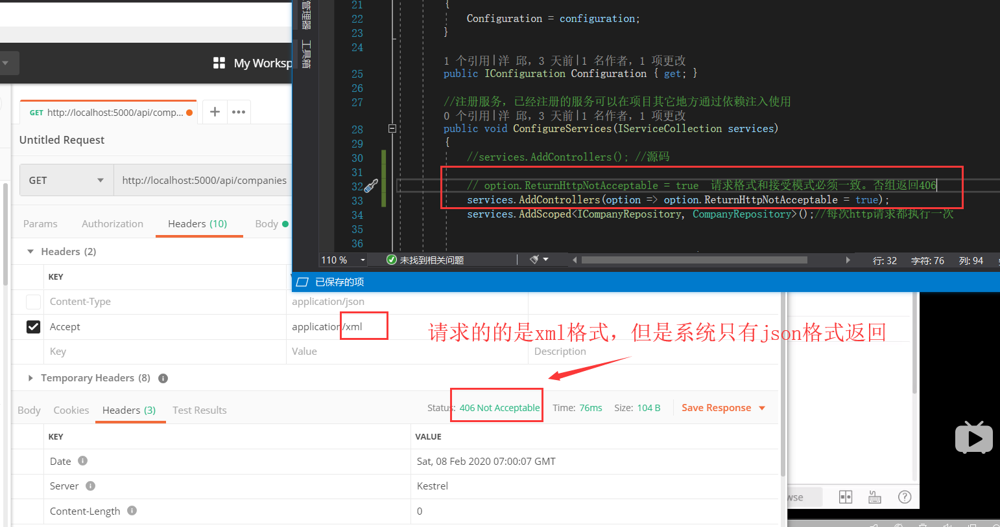 My Worksp
GET http://localhost:5000/api/comp...
Untitled Request
GET
http://localhost:5000/api/companies
Params
Authorization
Headers (10)
Body
Headers (2)
KEY
Content-Type
application/json
Accept
application/xml
Key
Value
Description
Temporary Headers (8)
Body
Cookies
Headers (3)
Test Results
Status: 406 Not Acceptable
Time: 76ms
Size: 104 B
Save Response
KEY
VALUE
Date
Sat, 08 Feb 2020 07:00:07 GMT
Server
Kestrel
Content-Length
0
管理器
工具箱
21 {
22 Configuration = configuration;
23 }
24
1 个引用|洋 邱，3 天前|1 名作者，1 项更改
25 public IConfiguration Configuration { get; }
26
27 //注册服务，已经注册的服务可以在项目其它地方通过依赖注入使用
0 个引用|洋 邱，3 天前|1 名作者，1 项更改
28 public void ConfigureServices(IServiceCollection services)
29 {
30 //services.AddControllers(); //源码
31
32 // option.ReturnHttpNotAcceptable = true 请求格式和接受模式必须一致。否组返回406
33 services.AddControllers(option => option.ReturnHttpNotAcceptable = true);
34 services.AddScoped<ICompanyRepository, CompanyRepository>();//每次http请求都执行一次
35
36
110 %
未找到相关问题
行: 32
字符: 76
列: 94
已保存的项
请求的的是xml格式，但是系统只有json格式返回
wse